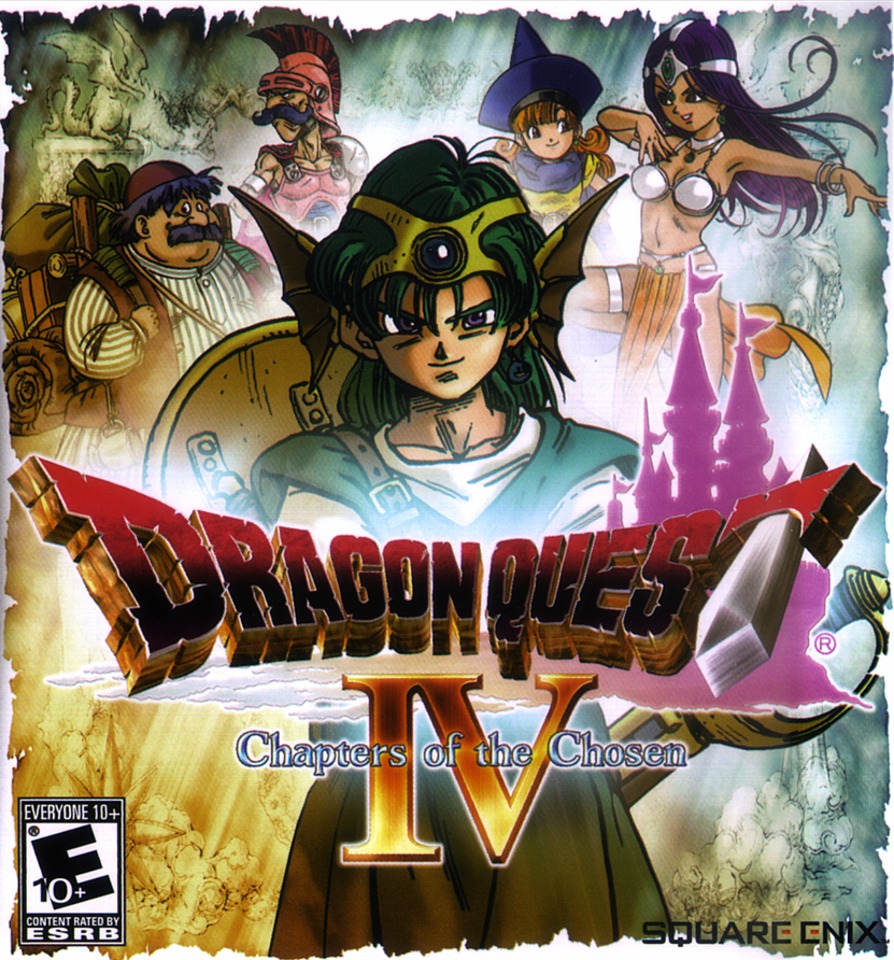 DRAGON QUEST
®
IV
Chapters of the Chosen
EVERYONE 10+
®
E
10+
CONTENT RATED BY
ESRB
SQUARE ENIX.